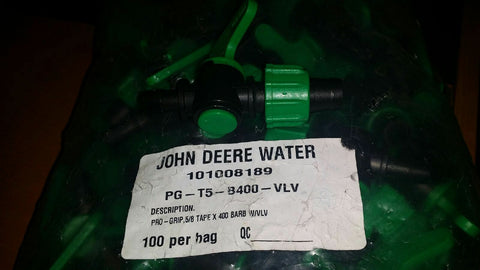 JOHN DEERE WATER
101008189
PG-T5-B400-VLV
DESCRIPTION:
PRO-GRIP,5/8 TAPE X 400 BARB W/VLV
100 per bag QC